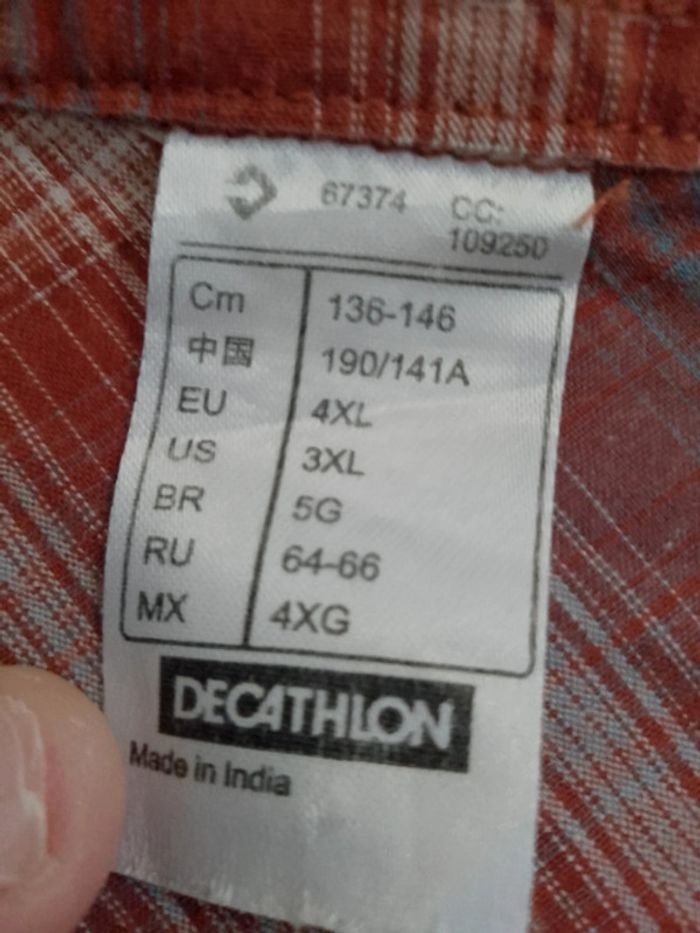 67374 CC:
109250
Cm 136-146
中国 190/141A
EU 4XL
US 3XL
BR 5G
RU 64-66
MX 4XG
DECATHLON
Made in India